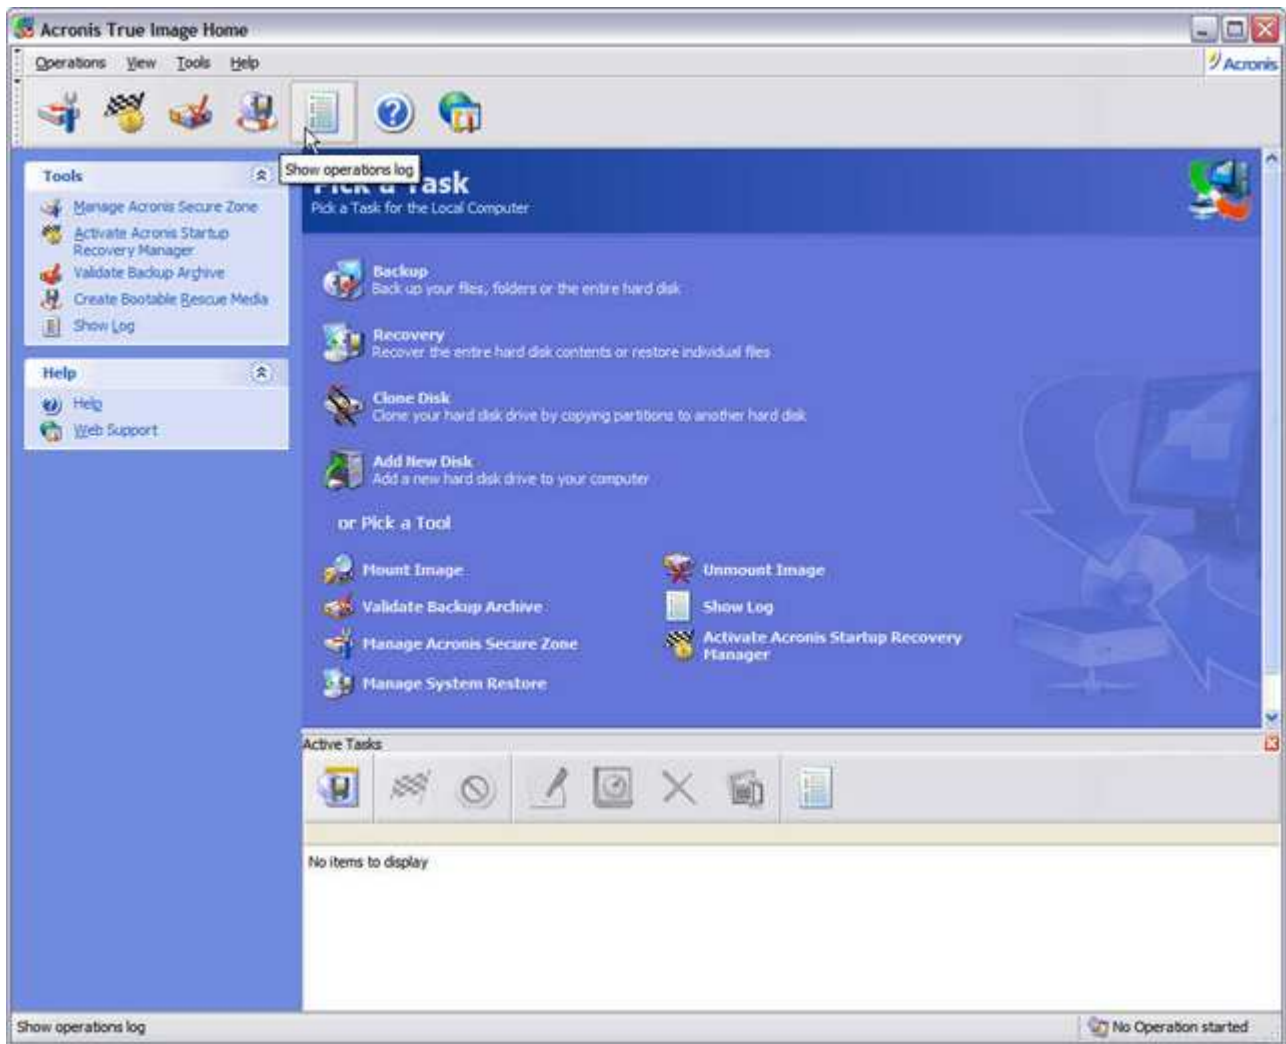 Acronis True Image Home
Operations View Tools Help
Acronis
Show operations log
Tools
Manage Acronis Secure Zone
Activate Acronis Startup
Recovery Manager
Validate Backup Archive
Create Bootable Rescue Media
Show Log
Help
Help
Web Support
Pick a Task
Pick a Task for the Local Computer
Backup
Back up your files, folders or the entire hard disk
Recovery
Recover the entire hard disk contents or restore individual files
Clone Disk
Clone your hard disk drive by copying partitions to another hard disk
Add New Disk
Add a new hard disk drive to your computer
or Pick a Tool
Mount Image
Unmount Image
Validate Backup Archive
Show Log
Manage Acronis Secure Zone
Activate Acronis Startup Recovery
Manager
Manage System Restore
Active Tasks
No items to display
Show operations log
No Operation started